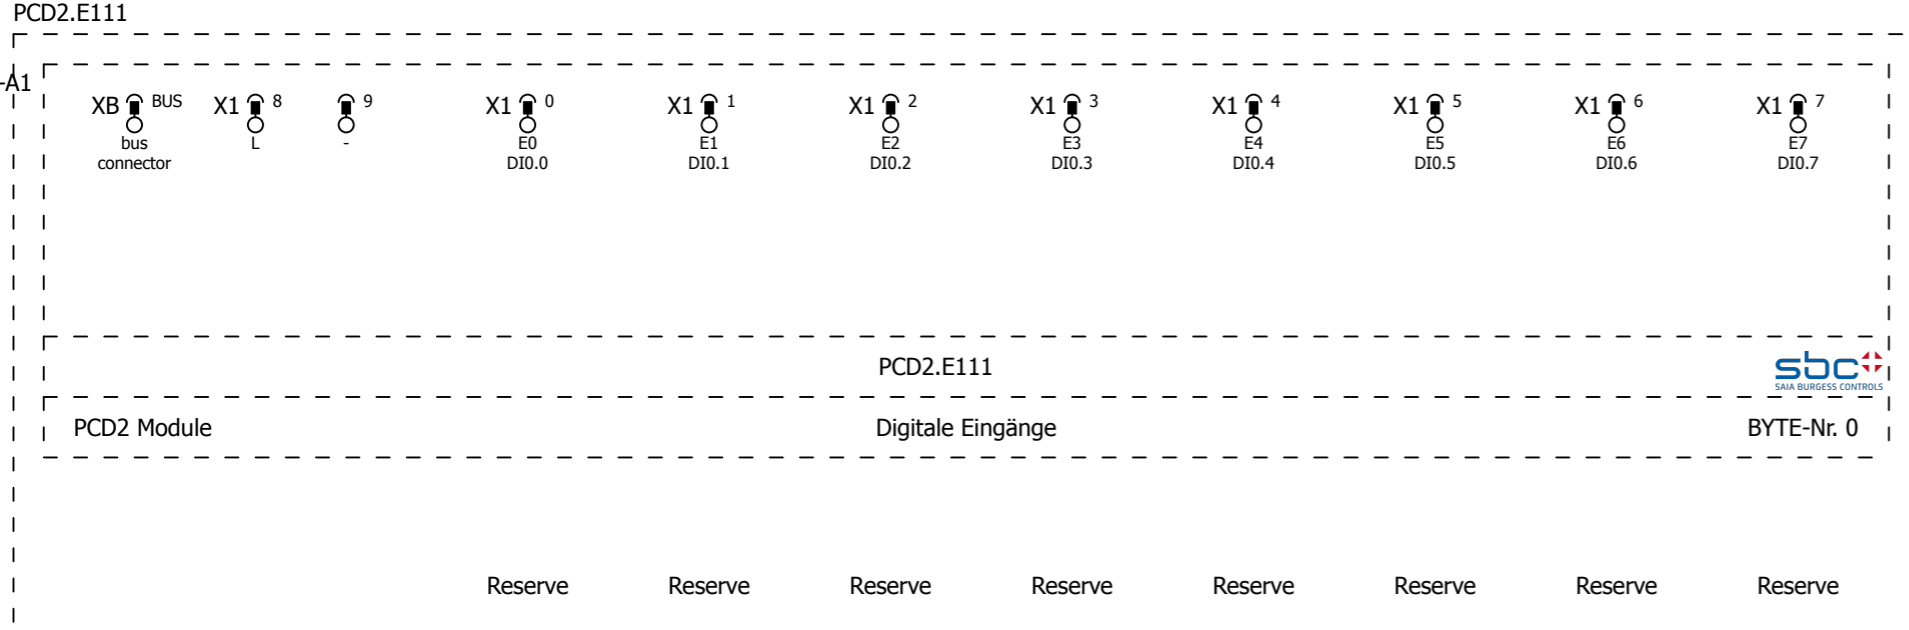 PCD2.E111
-A1
XB BUS X1 8 9 X1 0 X1 1 X1 2 X1 3 X1 4 X1 5 X1 6 X1 7
bus L - E0 E1 E2 E3 E4 E5 E6 E7
connector DI0.0 DI0.1 DI0.2 DI0.3 DI0.4 DI0.5 DI0.6 DI0.7
PCD2.E111
sbc
SAIA BURGESS CONTROLS
PCD2 Module Digitale Eingänge BYTE-Nr. 0
Reserve Reserve Reserve Reserve Reserve Reserve Reserve Reserve